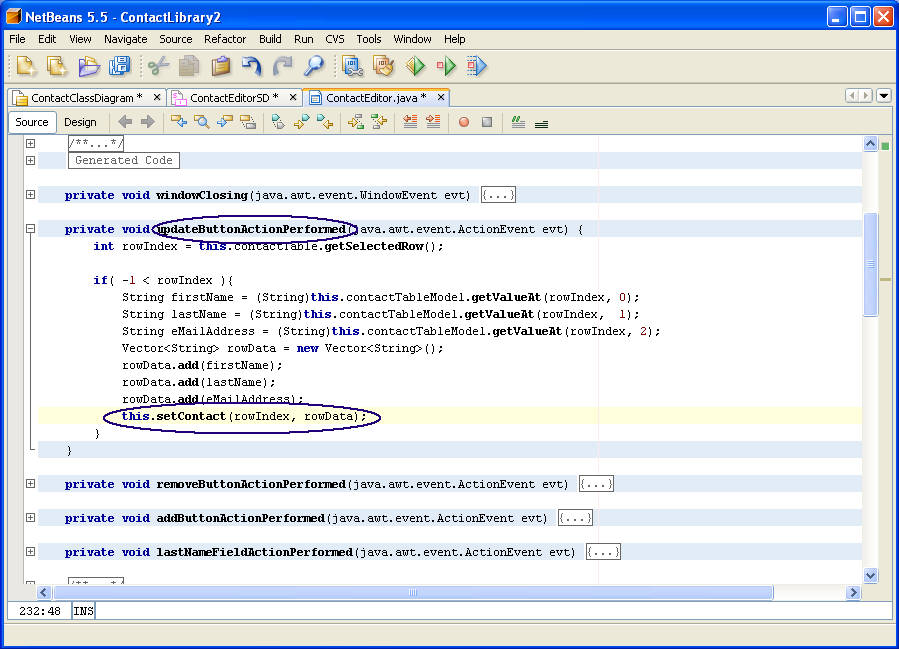 NetBeans 5.5 - ContactLibrary2
File Edit View Navigate Source Refactor Build Run CVS Tools Window Help
ContactClassDiagram * × ContactEditorSD * × ContactEditor.java * ×
Source Design
/**...*/
Generated Code
private void windowClosing(java.awt.event.WindowEvent evt) {...}
private void updateButtonActionPerformed(java.awt.event.ActionEvent evt) {
int rowIndex = this.contactTable.getSelectedRow();
if( -1 < rowIndex ){
String firstName = (String)this.contactTableModel.getValueAt(rowIndex, 0);
String lastName = (String)this.contactTableModel.getValueAt(rowIndex,  1);
String eMailAddress = (String)this.contactTableModel.getValueAt(rowIndex, 2);
Vector<String> rowData = new Vector<String>();
rowData.add(firstName);
rowData.add(lastName);
rowData.add(eMailAddress);
this.setContact(rowIndex, rowData);
}
}
private void removeButtonActionPerformed(java.awt.event.ActionEvent evt) {...}
private void addButtonActionPerformed(java.awt.event.ActionEvent evt) {...}
private void lastNameFieldActionPerformed(java.awt.event.ActionEvent evt) {...}
/**...*/
232:48 INS